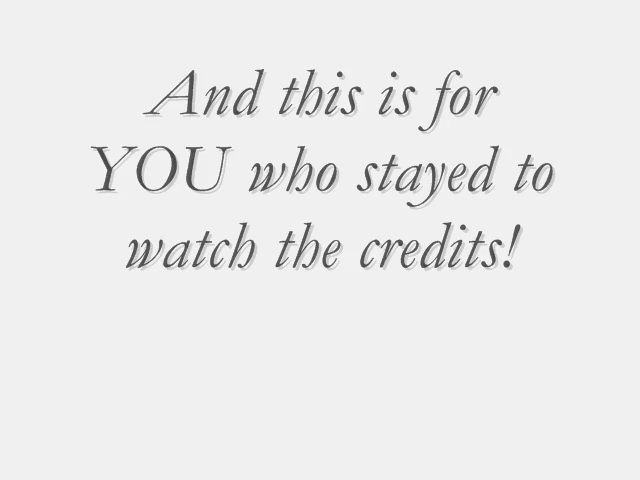 And this is for
YOU who stayed to
watch the credits!